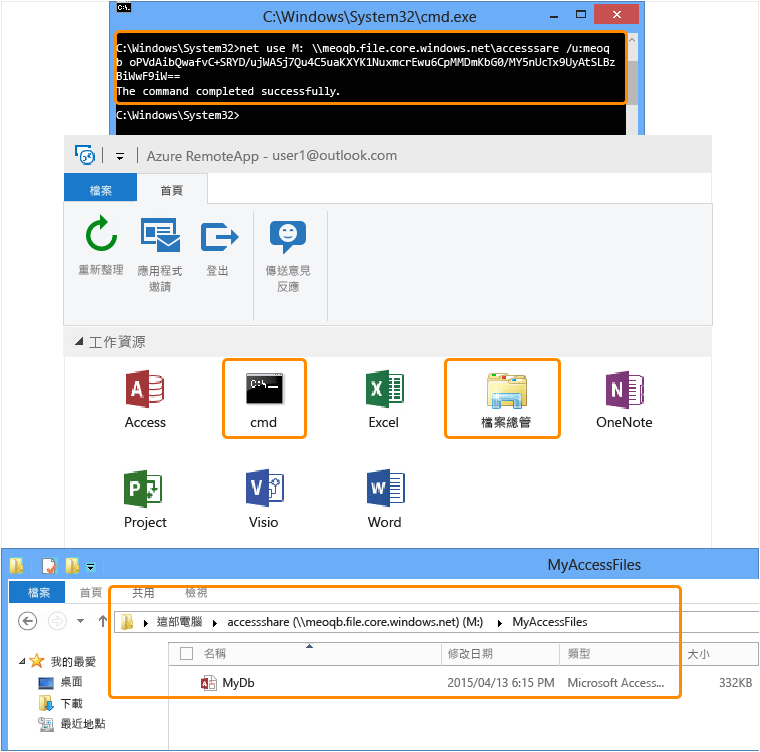 C:\Windows\System32\cmd.exe
C:\Windows\System32>net use M: \\meoqb.file.core.windows.net\accesssare /u:meoq
b oPVdAibQwafvC+SRYD/ujWASj7Qu4C5uaKXYK1NuxmcrEwu6CpMMDmKbG0/MY5nUcTx9UyAtSLBz
BiWwF9iW==
The command completed successfully.
C:\Windows\System32>
Azure RemoteApp - user1@outlook.com
檔案 首頁
重新整理 應用程式邀請 登出 傳送意見反應
工作資源
Access cmd Excel 檔案總管 OneNote
Project Visio Word
MyAccessFiles
檔案 首頁 共用 檢視
這部電腦 accessshare (\\meoqb.file.core.windows.net) (M:) MyAccessFiles
我的最愛 名稱 修改日期 類型 大小
桌面 MyDb 2015/04/13 6:15 PM Microsoft Access... 332KB
下載
最近地點